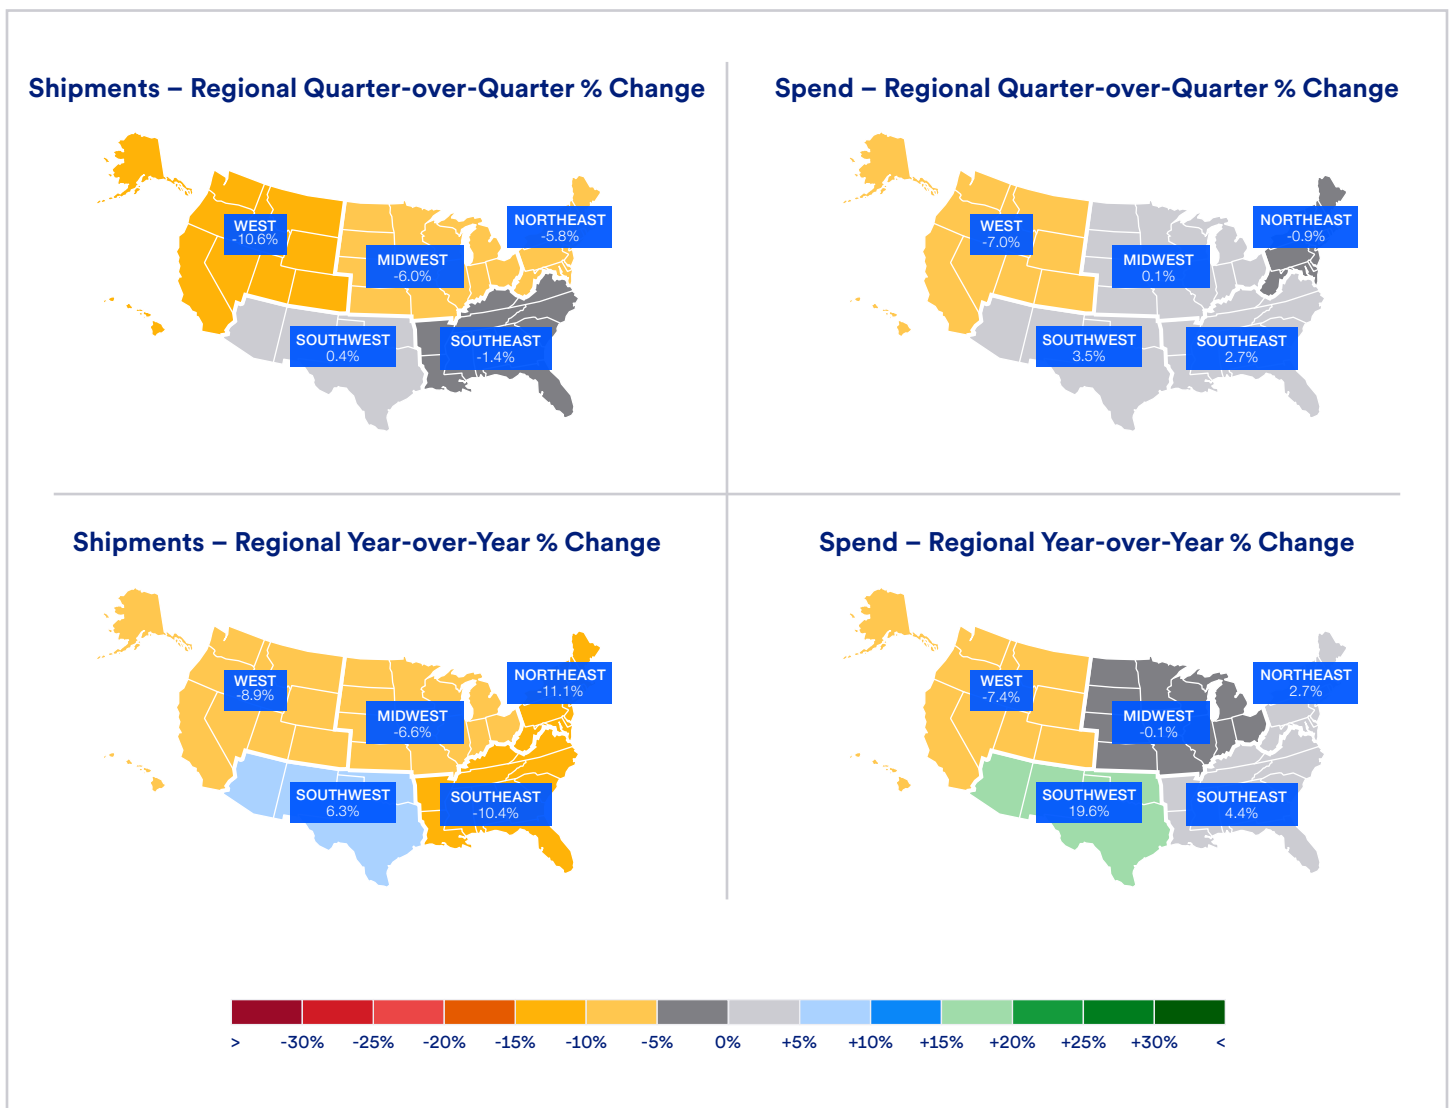 Shipments – Regional Quarter-over-Quarter % Change
WEST
-10.6%
MIDWEST
-6.0%
NORTHEAST
-5.8%
SOUTHWEST
0.4%
SOUTHEAST
-1.4%
Spend – Regional Quarter-over-Quarter % Change
WEST
-7.0%
MIDWEST
0.1%
NORTHEAST
-0.9%
SOUTHWEST
3.5%
SOUTHEAST
2.7%
Shipments – Regional Year-over-Year % Change
WEST
-8.9%
MIDWEST
-6.6%
NORTHEAST
-11.1%
SOUTHWEST
6.3%
SOUTHEAST
-10.4%
Spend – Regional Year-over-Year % Change
WEST
-7.4%
MIDWEST
-0.1%
NORTHEAST
2.7%
SOUTHWEST
19.6%
SOUTHEAST
4.4%
> -30% -25% -20% -15% -10% -5% 0% +5% +10% +15% +20% +25% +30% <